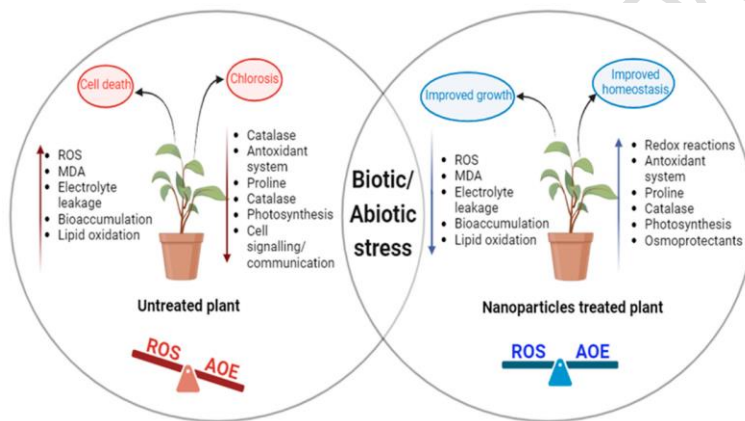 Cell death
Chlorosis
ROS
MDA
Electrolyte
leakage
Bioaccumulation
Lipid oxidation
Catalase
Antoxidant
system
Proline
Catalase
Photosynthesis
Cell
signalling/
communication
Untreated plant
ROS AOE
Biotic/
Abiotic
stress
Improved growth
Improved
homeostasis
ROS
MDA
Electrolyte
leakage
Bioaccumulation
Lipid oxidation
Redox reactions
Antoxidant
system
Proline
Catalase
Photosynthesis
Osmoprotectants
Nanoparticles treated plant
ROS AOE